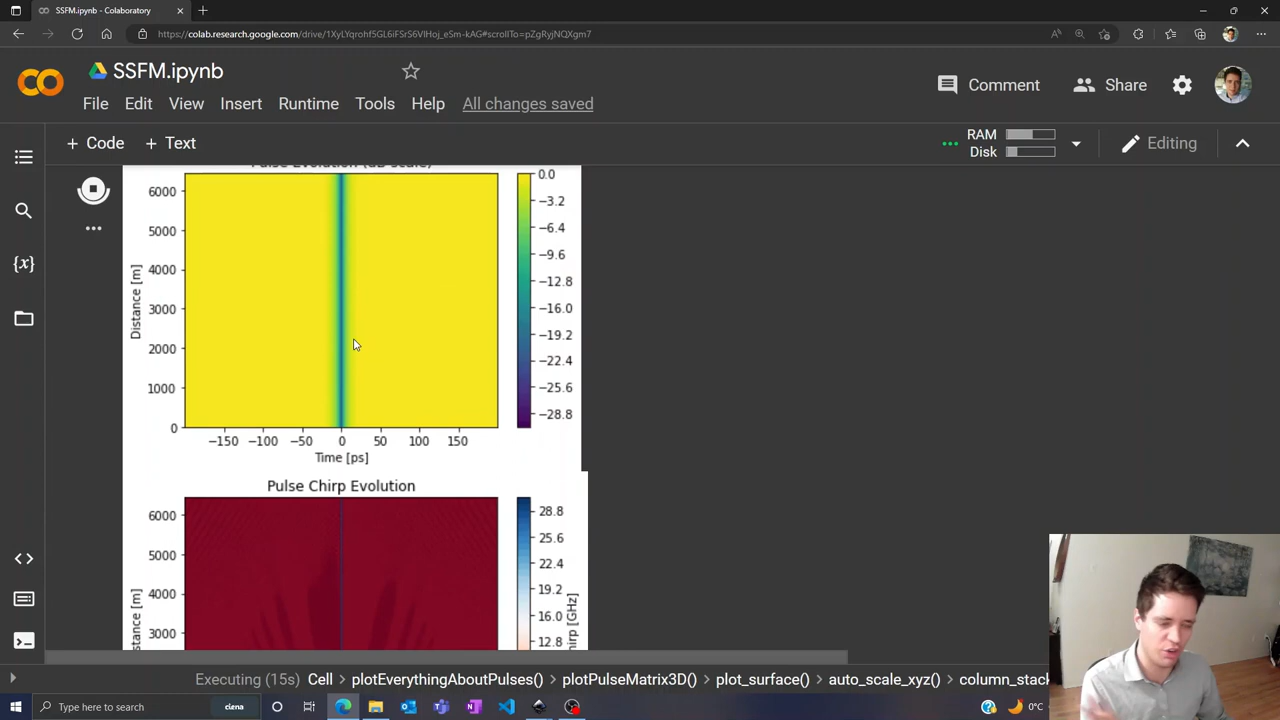 SSFM.ipynb - Colaboratory
https://colab.research.google.com/drive/1XyLYqrohf5GL6iFSrS6VIHoj_eSm-kAG#scrollTo=pZgRyjNQXgm7
SSFM.ipynb
File Edit View Insert Runtime Tools Help All changes saved
Comment Share
+ Code + Text
RAM
Disk
Editing
Pulse Evolution (dB scale)
6000
5000
4000
3000
2000
1000
0
Distance [m]
−150 −100 −50 0 50 100 150
Time [ps]
0.0
−3.2
−6.4
−9.6
−12.8
−16.0
−19.2
−22.4
−25.6
−28.8
Pulse Chirp Evolution
6000
5000
4000
3000
28.8
25.6
22.4
19.2
16.0
12.8
Executing (15s) Cell plotEverythingAboutPulses() plotPulseMatrix3D() plot_surface() auto_scale_xyz() column_stack
Type here to search
ciena
0°C